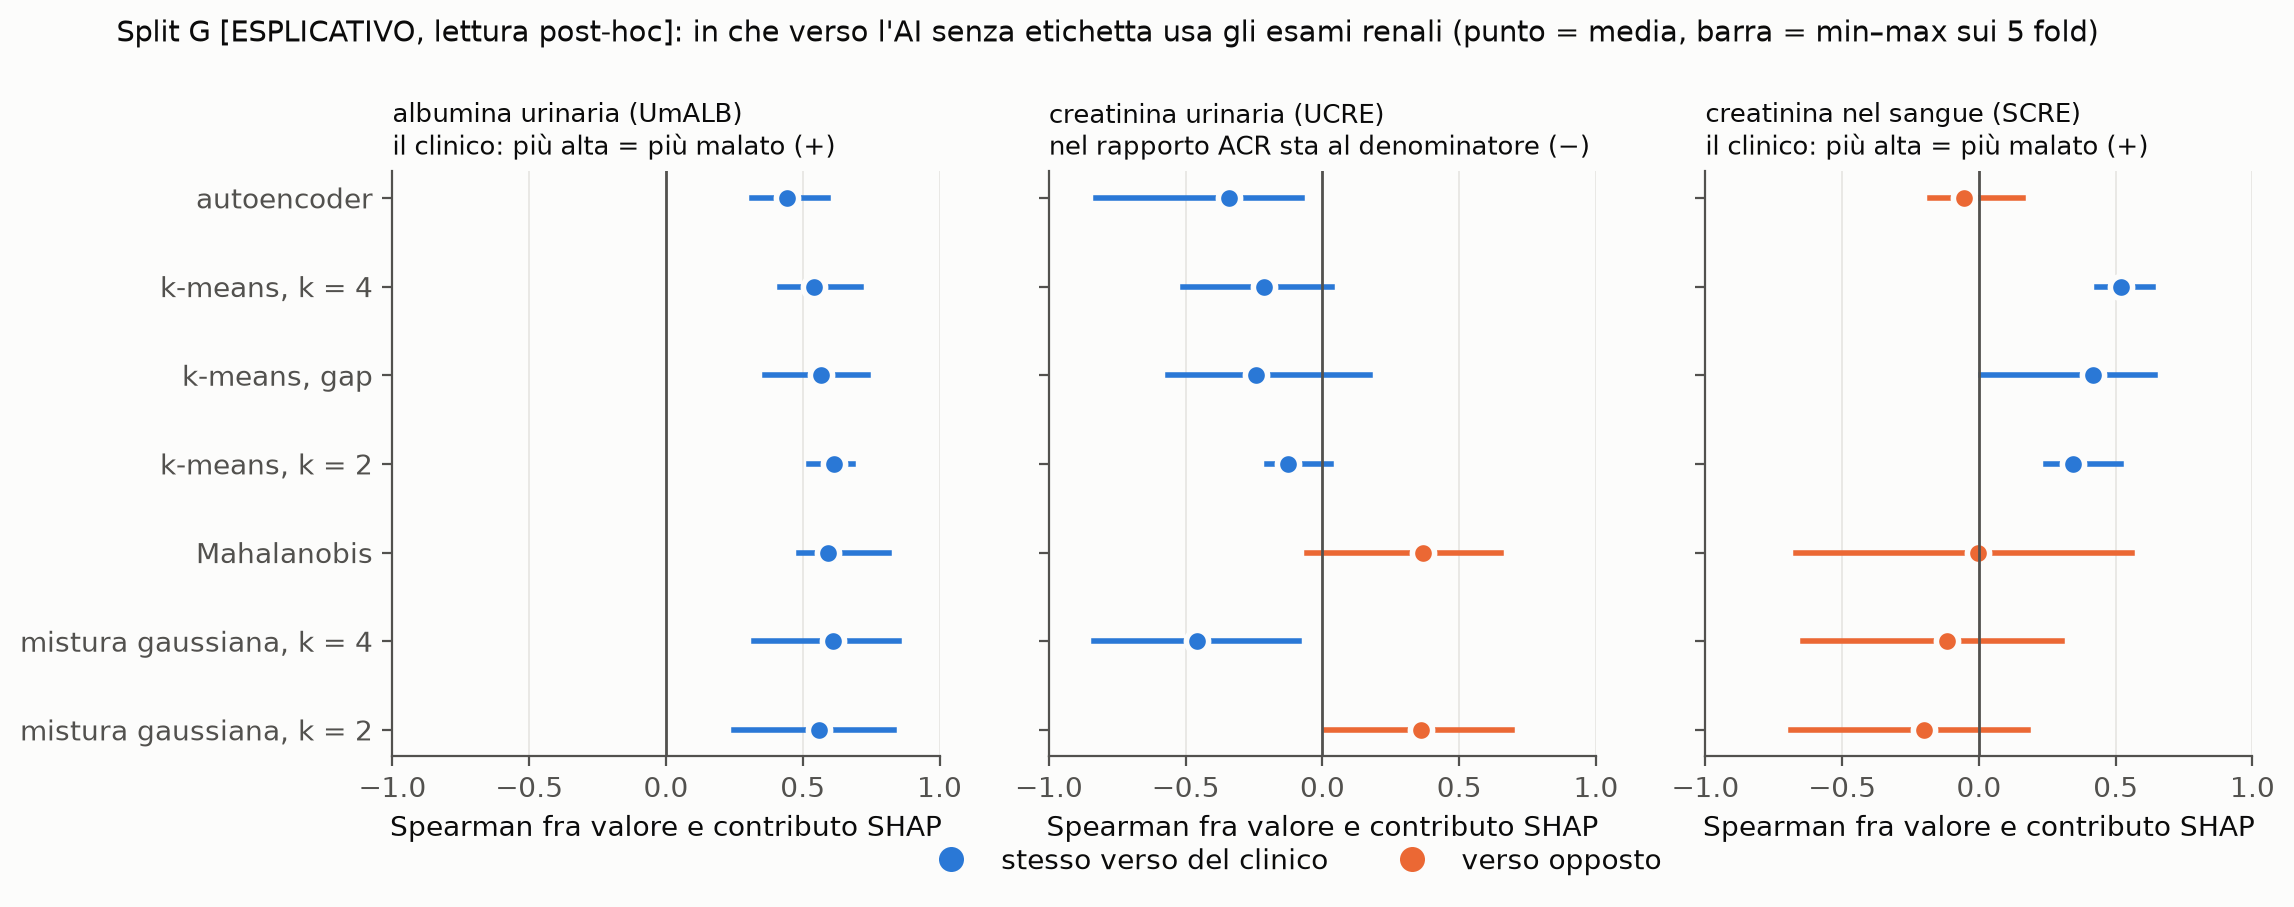 Split G [ESPLICATIVO, lettura post-hoc]: in che verso l'AI senza etichetta usa gli esami renali (punto = media, barra = min–max sui 5 fold)
albumina urinaria (UmALB)
il clinico: più alta = più malato (+)
creatinina urinaria (UCRE)
nel rapporto ACR sta al denominatore (−)
creatinina nel sangue (SCRE)
il clinico: più alta = più malato (+)
autoencoder
k-means, k = 4
k-means, gap
k-means, k = 2
Mahalanobis
mistura gaussiana, k = 4
mistura gaussiana, k = 2
−1.0 −0.5 0.0 0.5 1.0
−1.0 −0.5 0.0 0.5 1.0
−1.0 −0.5 0.0 0.5 1.0
Spearman fra valore e contributo SHAP
Spearman fra valore e contributo SHAP
Spearman fra valore e contributo SHAP
stesso verso del clinico
verso opposto